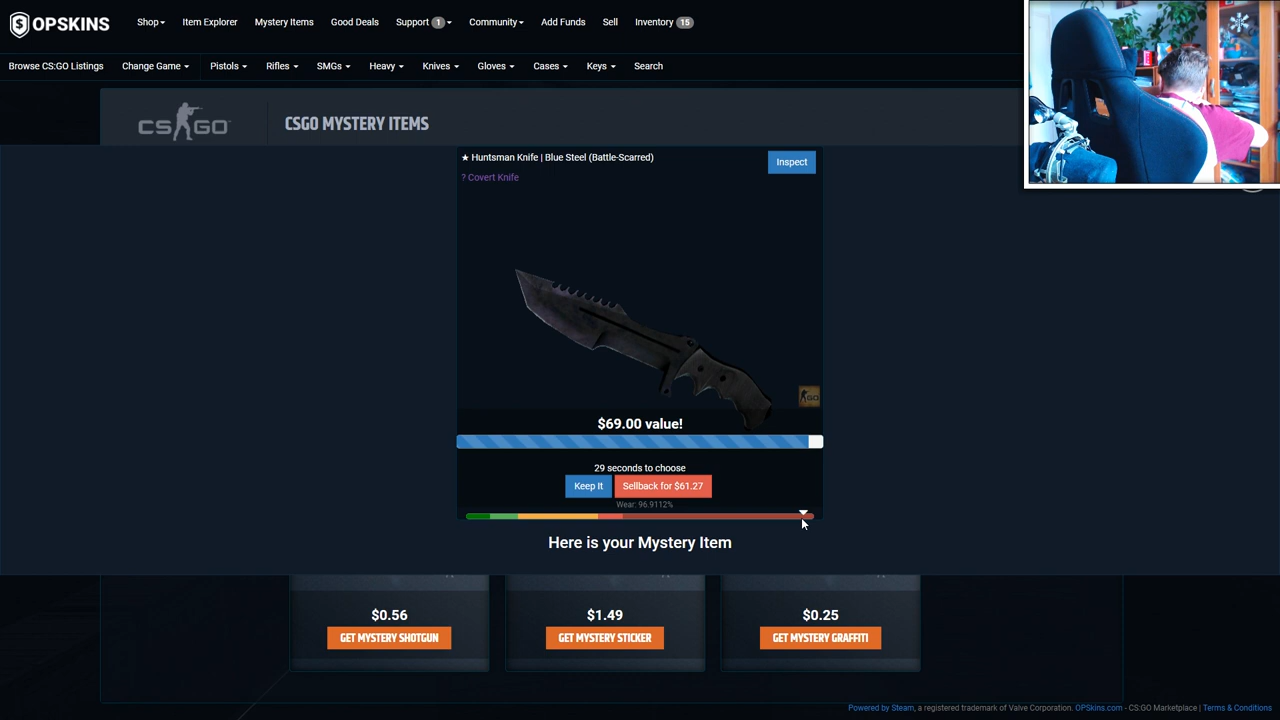 OPSKINS
Shop Item Explorer Mystery Items Good Deals Support 1 Community Add Funds Sell Inventory 15
Browse CS:GO Listings Change Game Pistols Rifles SMGs Heavy Knives Gloves Cases Keys Search
CS GO
CSGO MYSTERY ITEMS
★ Huntsman Knife | Blue Steel (Battle-Scarred)
Inspect
? Covert Knife
GO
$69.00 value!
29 seconds to choose
Keep It Sellback for $61.27
Wear: 96.9112%
Here is your Mystery Item
$0.56 $1.49 $0.25
GET MYSTERY SHOTGUN GET MYSTERY STICKER GET MYSTERY GRAFFITI
Powered by Steam, a registered trademark of Valve Corporation. OPSkins.com - CS:GO Marketplace | Terms & Conditions